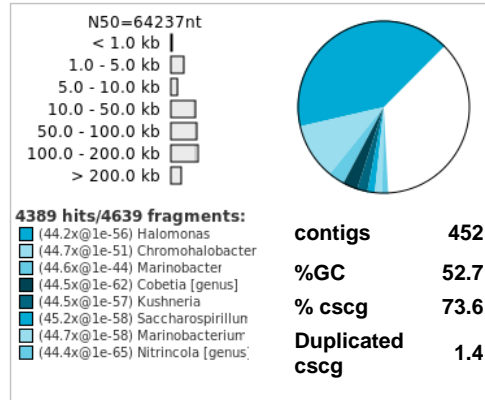 N50=64237nt
< 1.0 kb
1.0 - 5.0 kb
5.0 - 10.0 kb
10.0 - 50.0 kb
50.0 - 100.0 kb
100.0 - 200.0 kb
> 200.0 kb
4389 hits/4639 fragments:
(44.2x@1e-56) Halomonas
(44.7x@1e-51) Chromohalobacter
(44.6x@1e-44) Marinobacter
(44.5x@1e-62) Cobetia [genus]
(44.5x@1e-57) Kushneria
(45.2x@1e-58) Saccharospirillum
(44.7x@1e-58) Marinobacterium
(44.4x@1e-65) Nitrincola [genus]
contigs 452
%GC 52.7
% cscg 73.6
Duplicated
cscg 1.4